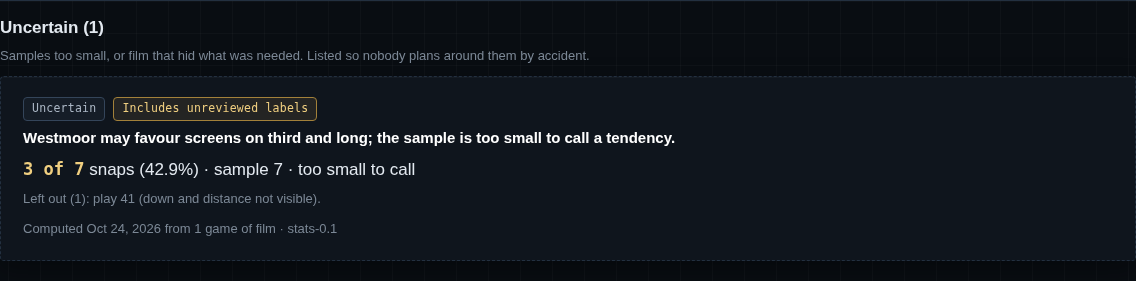 Uncertain (1)
Samples too small, or film that hid what was needed. Listed so nobody plans around them by accident.
Uncertain Includes unreviewed labels
Westmoor may favour screens on third and long; the sample is too small to call a tendency.
3 of 7 snaps (42.9%) · sample 7 · too small to call
Left out (1): play 41 (down and distance not visible).
Computed Oct 24, 2026 from 1 game of film · stats-0.1